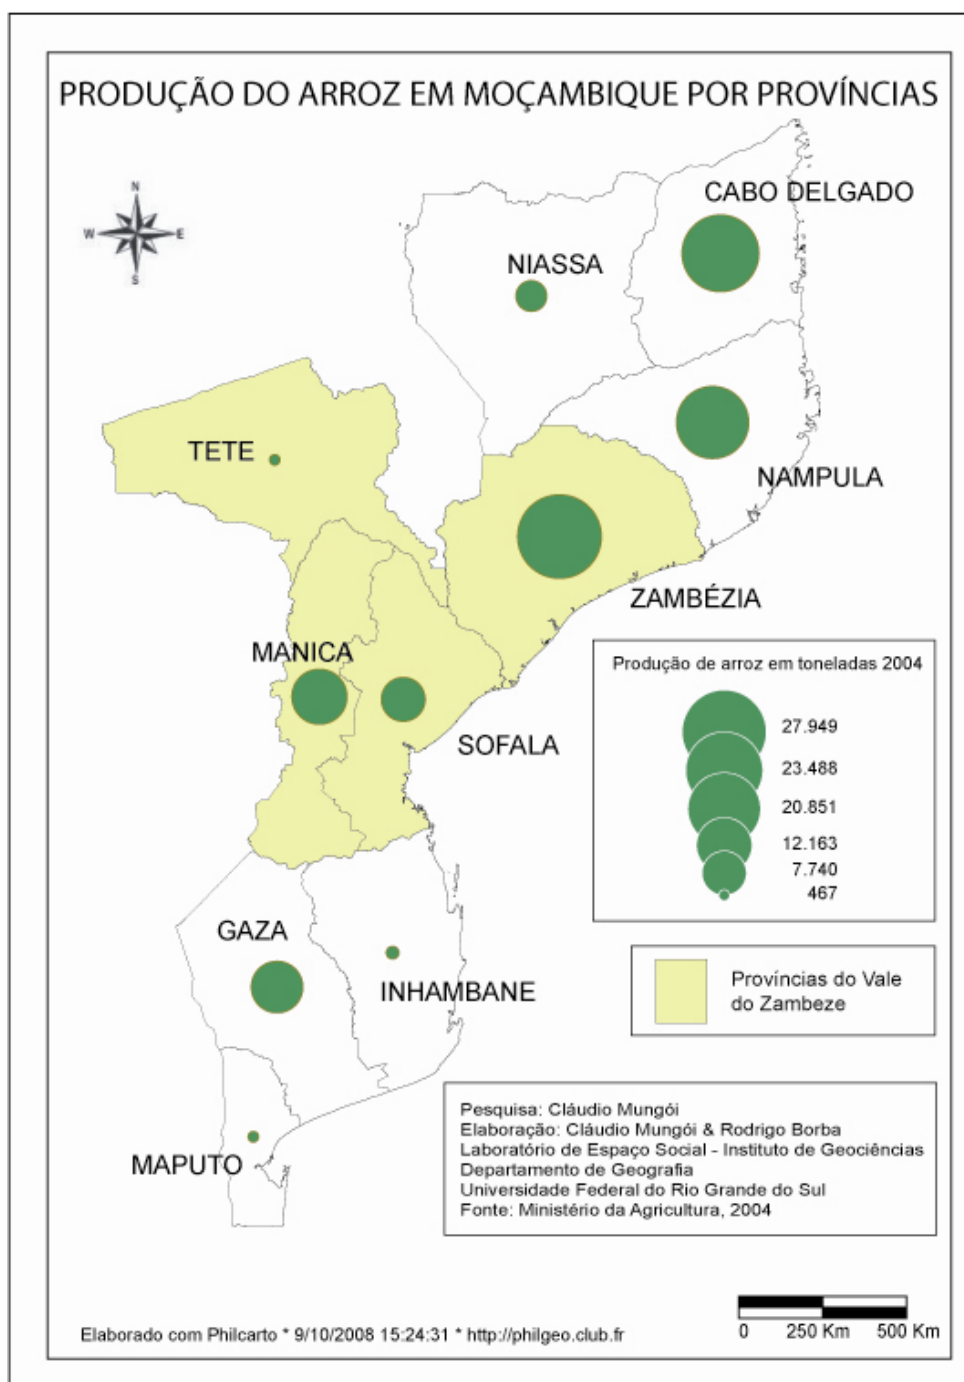 PRODUÇÃO DO ARROZ EM MOÇAMBIQUE POR PROVÍNCIAS
N
W
E
S
CABO DELGADO
NIASSA
TETE
NAMPULA
ZAMBÉZIA
MANICA
SOFALA
Produção de arroz em toneladas 2004
27.949
23.488
20.851
12.163
7.740
467
GAZA
INHAMBANE
Províncias do Vale
do Zambeze
MAPUTO
Pesquisa: Cláudio Mungói
Elaboração: Cláudio Mungói & Rodrigo Borba
Laboratório de Espaço Social - Instituto de Geociências
Departamento de Geografia
Universidade Federal do Rio Grande do Sul
Fonte: Ministério da Agricultura, 2004
0 250 Km 500 Km
Elaborado com Philcarto * 9/10/2008 15:24:31 * http://philgeo.club.fr